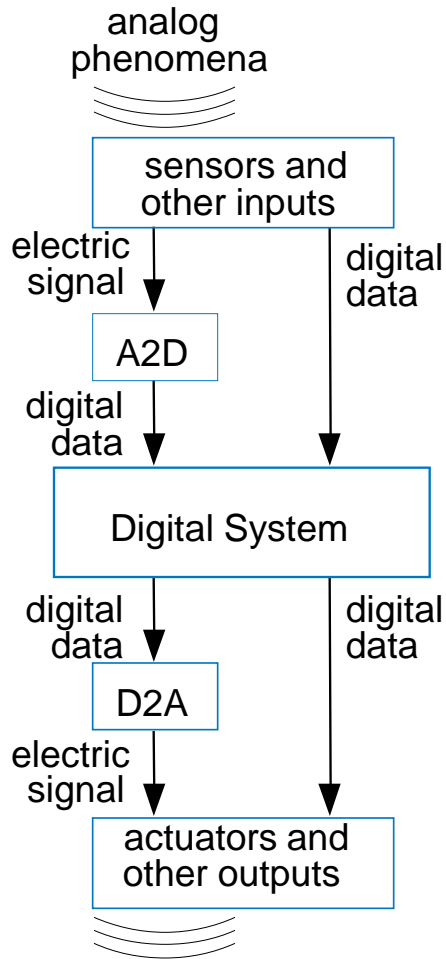 analog
phenomena
sensors and
other inputs
electric
signal
digital
data
A2D
digital
data
Digital System
digital
data
digital
data
D2A
electric
signal
actuators and
other outputs